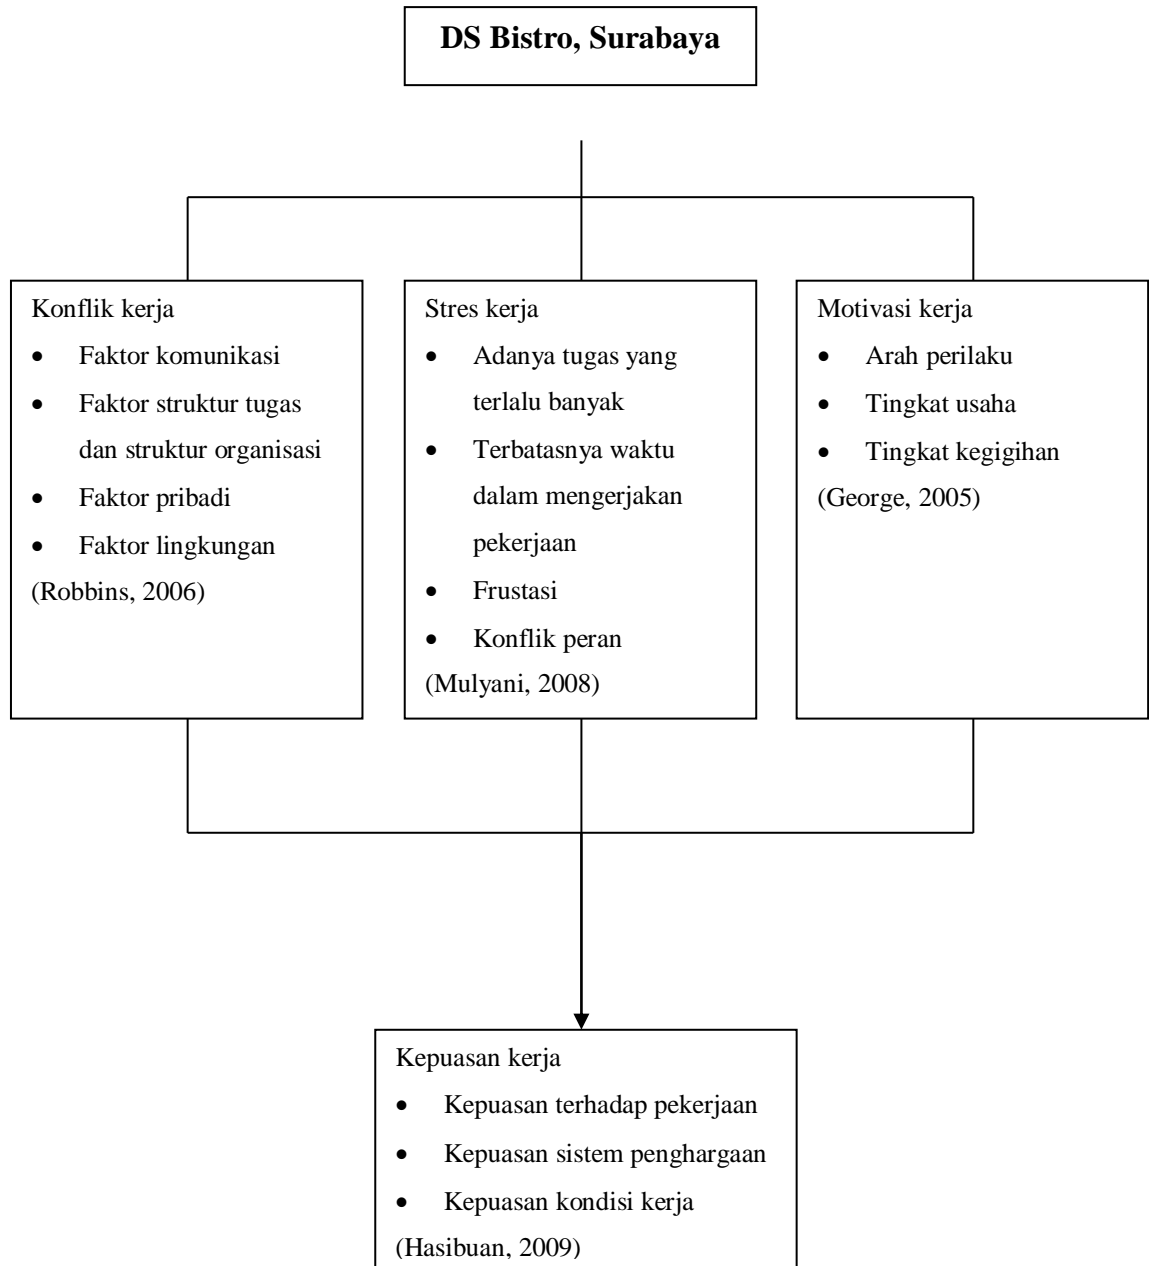 DS Bistro, Surabaya
Konflik kerja
• Faktor komunikasi
• Faktor struktur tugas
dan struktur organisasi
• Faktor pribadi
• Faktor lingkungan
(Robbins, 2006)
Stres kerja
• Adanya tugas yang
terlalu banyak
• Terbatasnya waktu
dalam mengerjakan
pekerjaan
• Frustasi
• Konflik peran
(Mulyani, 2008)
Motivasi kerja
• Arah perilaku
• Tingkat usaha
• Tingkat kegigihan
(George, 2005)
Kepuasan kerja
• Kepuasan terhadap pekerjaan
• Kepuasan sistem penghargaan
• Kepuasan kondisi kerja
(Hasibuan, 2009)